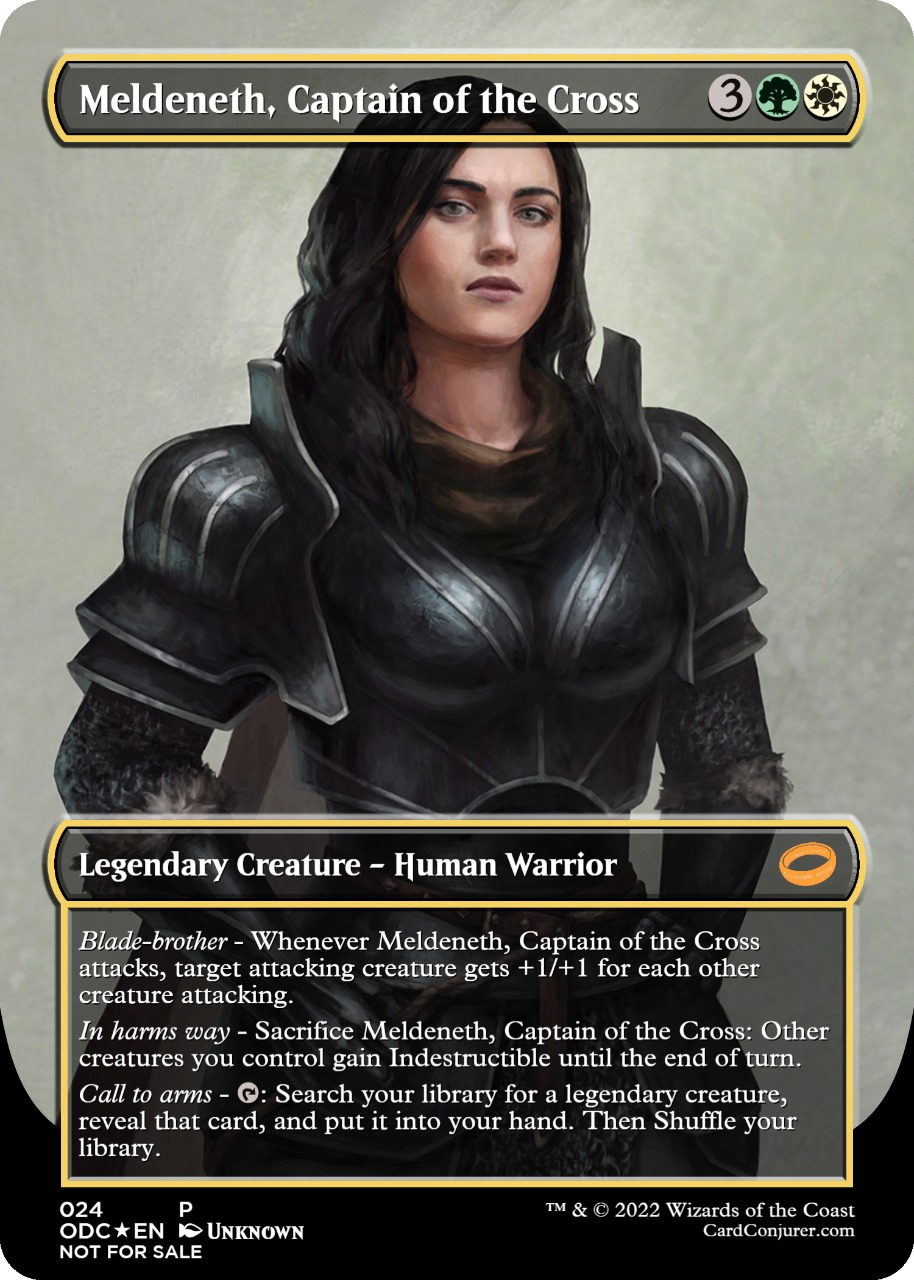 Meldeneth, Captain of the Cross 3
Legendary Creature – Human Warrior
Blade-brother - Whenever Meldeneth, Captain of the Cross
attacks, target attacking creature gets +1/+1 for each other
creature attacking.
In harms way - Sacrifice Meldeneth, Captain of the Cross: Other
creatures you control gain Indestructible until the end of turn.
Call to arms - : Search your library for a legendary creature,
reveal that card, and put it into your hand. Then Shuffle your
library.
024 P
ODC★EN Unknown
NOT FOR SALE
™ & © 2022 Wizards of the Coast
CardConjurer.com